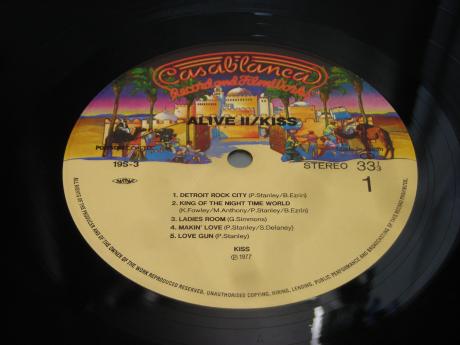 Casablanca
Record and FilmWorks
ALIVE II/KISS
19S-3
STEREO 33⅓
1
1. DETROIT ROCK CITY (P.Stanley/B.Ezrin)
2. KING OF THE NIGHT TIME WORLD
(K.Fowley/M.Anthony/P.Stanley/B.Ezrin)
3. LADIES ROOM (G.Simmons)
4. MAKIN' LOVE (P.Stanley/S.Delaney)
5. LOVE GUN (P.Stanley)
KISS
Ⓟ 1977
ALL RIGHTS OF THE PRODUCER AND OF THE OWNER OF THE WORK REPRODUCED RESERVED. UNAUTHORISED COPYING, HIRING, LENDING, PUBLIC PERFORMANCE AND BROADCASTING OF THIS RECORD PROHIBITED.